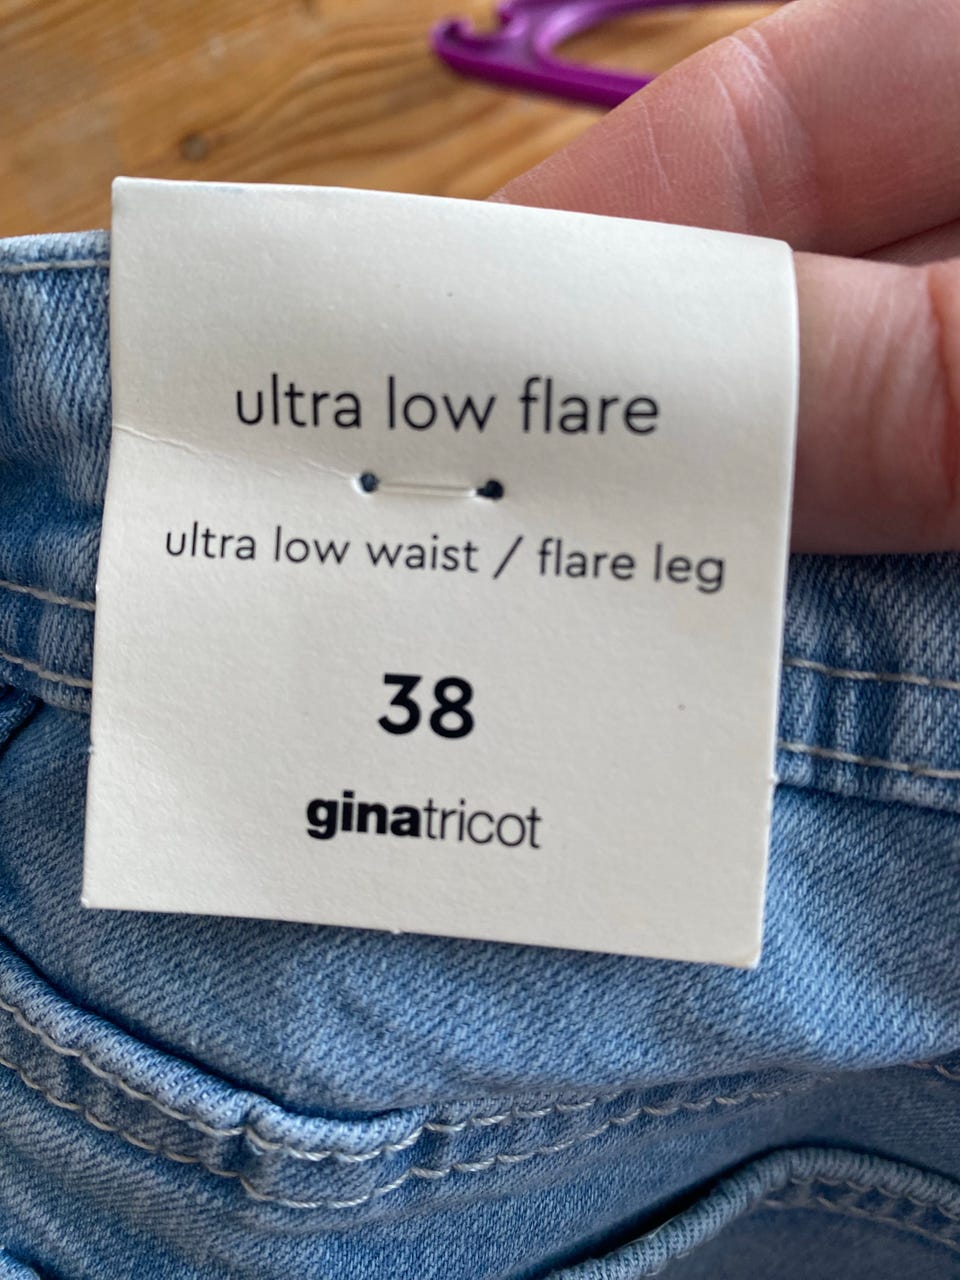 ultra low flare
ultra low waist / flare leg
38
ginatricot